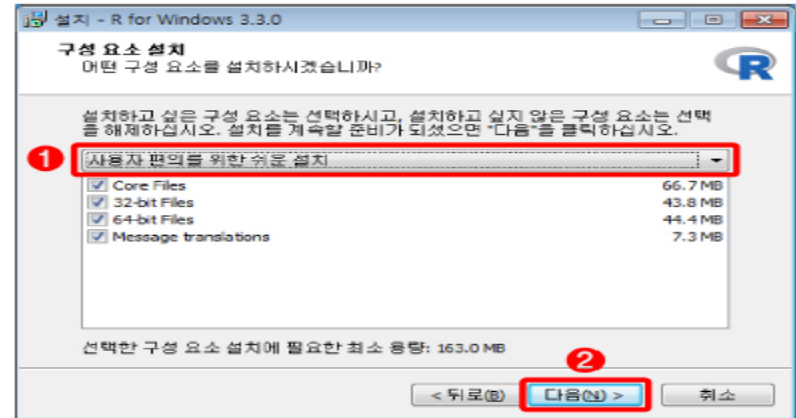 설치 - R for Windows 3.3.0
구성 요소 설치
어떤 구성 요소를 설치하시겠습니까?
R
설치하고 싶은 구성 요소는 선택하시고, 설치하고 싶지 않은 구성 요소는 선택
을 해제하십시오. 설치를 계속할 준비가 되셨으면 "다음"을 클릭하십시오.
1 사용자 편의를 위한 쉬운 설치
Core Files 66.7 MB
32-bit Files 43.8 MB
64-bit Files 44.4 MB
Message translations 7.3 MB
선택한 구성 요소 설치에 필요한 최소 용량: 163.0 MB
2
< 뒤로(B) 다음(N) > 취소